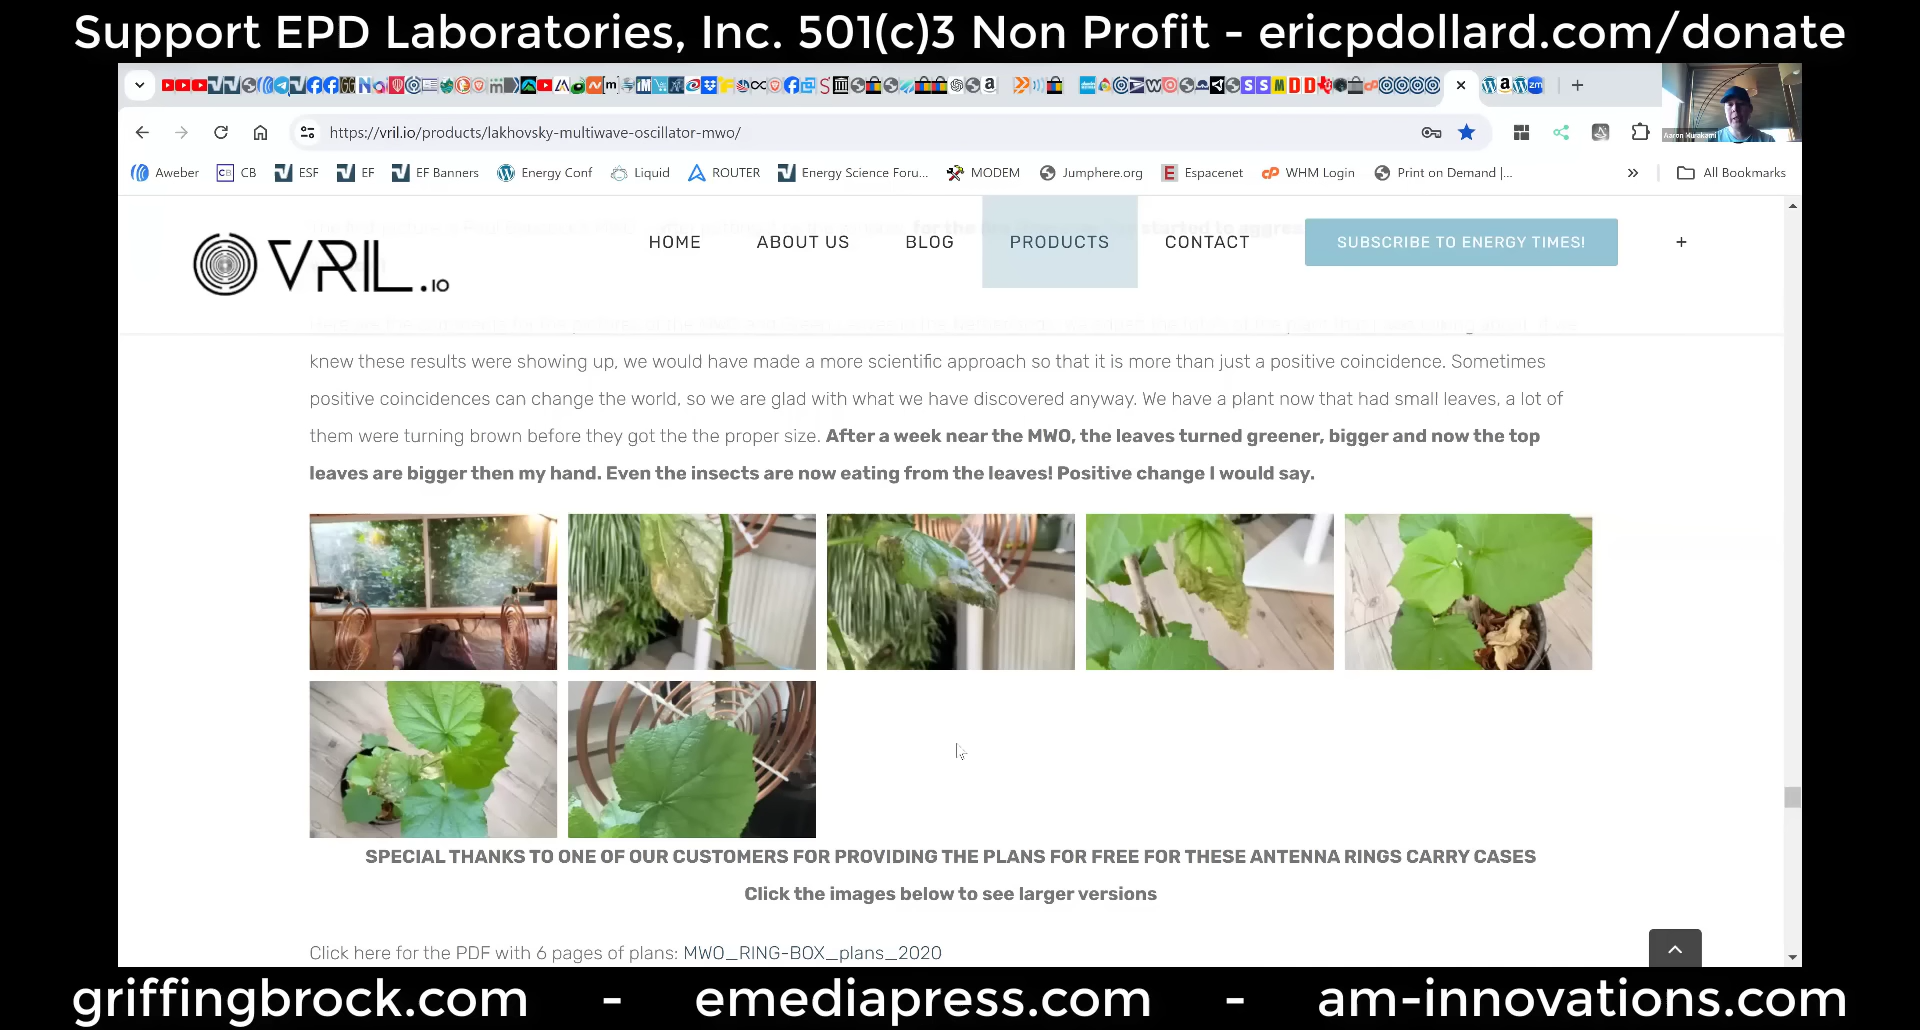 Support EPD Laboratories, Inc. 501(c)3 Non Profit - ericpdollard.com/donate
https://vril.io/products/lakhovsky-multiwave-oscillator-mwo/
Aaron Murakami
Aweber CB ESF EF EF Banners Energy Conf Liquid ROUTER Energy Science Foru... MODEM Jumphere.org Espacenet WHM Login Print on Demand |... » All Bookmarks
VRIL.IO HOME ABOUT US BLOG PRODUCTS CONTACT SUBSCRIBE TO ENERGY TIMES! +
knew these results were showing up, we would have made a more scientific approach so that it is more than just a positive coincidence. Sometimes
positive coincidences can change the world, so we are glad with what we have discovered anyway. We have a plant now that had small leaves, a lot of
them were turning brown before they got the the proper size. After a week near the MWO, the leaves turned greener, bigger and now the top
leaves are bigger then my hand. Even the insects are now eating from the leaves! Positive change I would say.
SPECIAL THANKS TO ONE OF OUR CUSTOMERS FOR PROVIDING THE PLANS FOR FREE FOR THESE ANTENNA RINGS CARRY CASES
Click the images below to see larger versions
Click here for the PDF with 6 pages of plans: MWO_RING-BOX_plans_2020
griffingbrock.com - emediapress.com - am-innovations.com